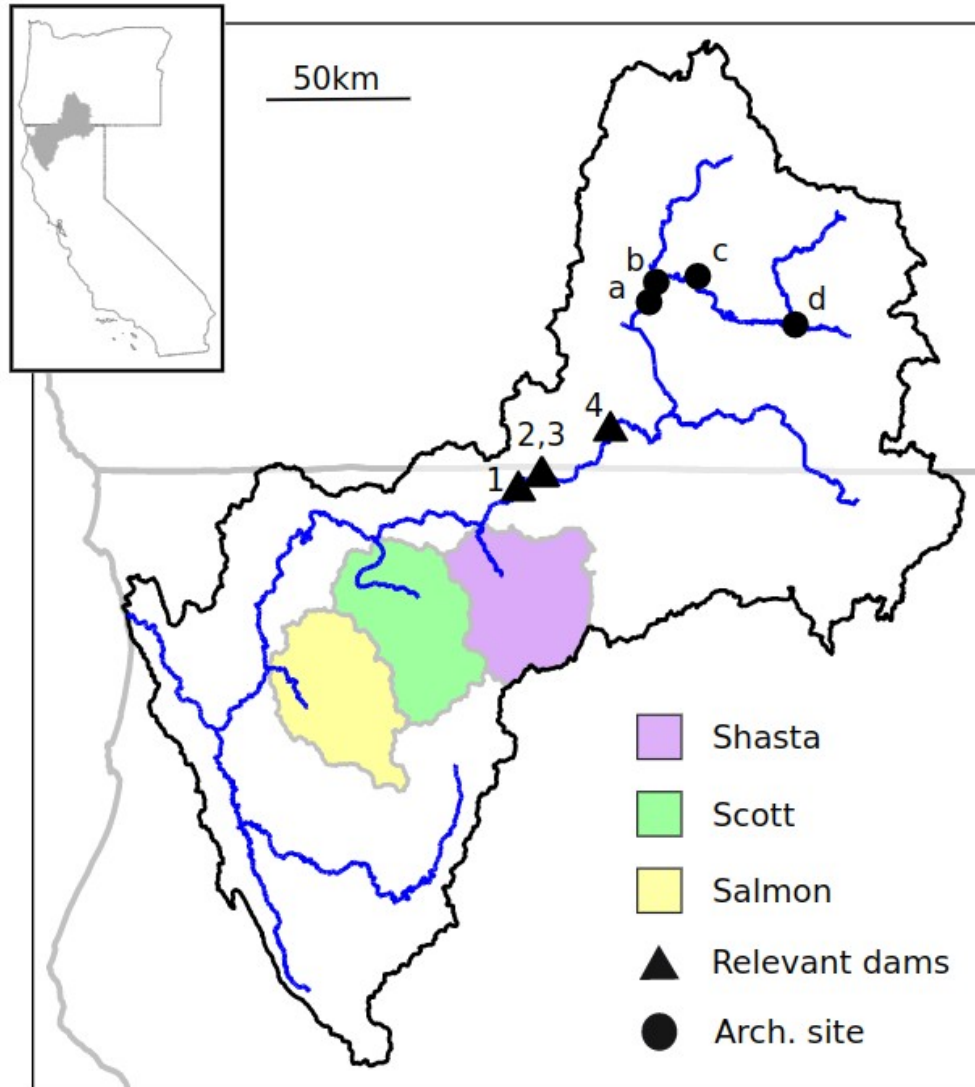 50km
b
c
a
d
4
2,3
1
Shasta
Scott
Salmon
Relevant dams
Arch. site